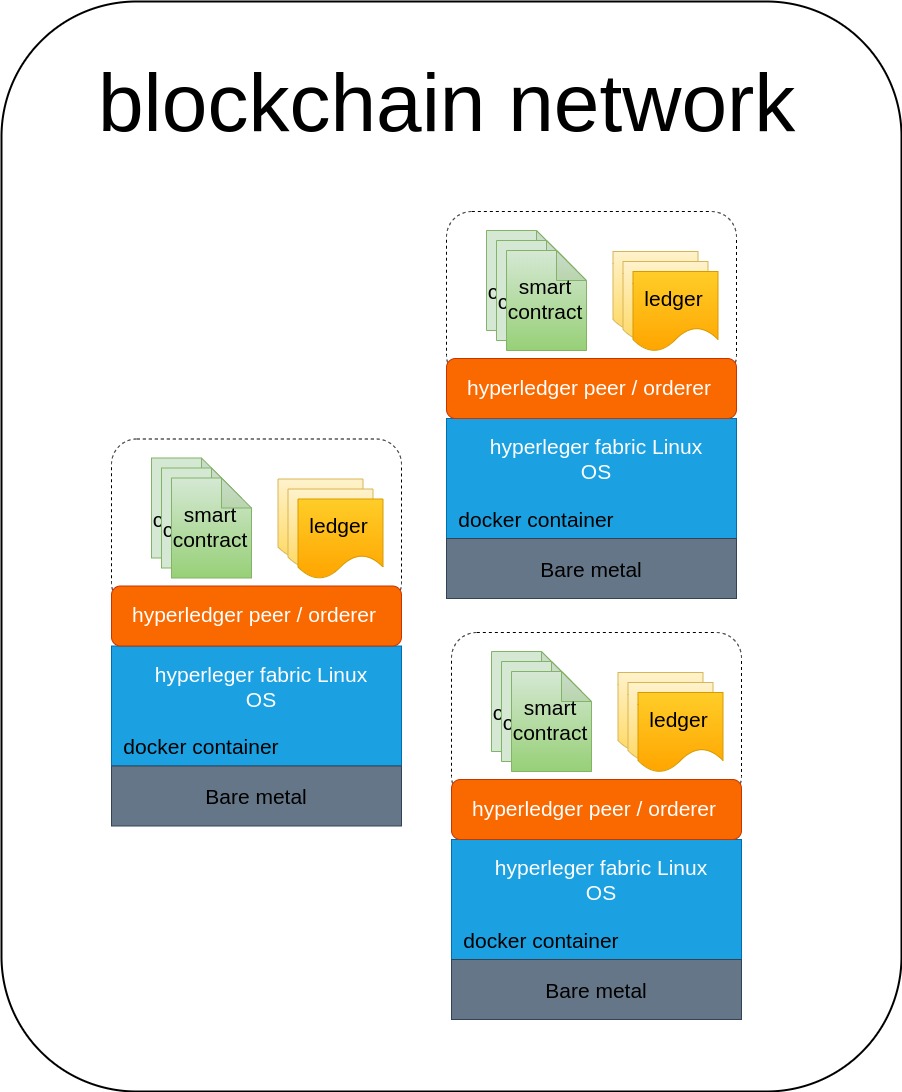 blockchain network
smart
contract
ledger
hyperledger peer / orderer
hyperleger fabric Linux
OS
docker container
Bare metal
smart
contract
ledger
hyperledger peer / orderer
hyperleger fabric Linux
OS
docker container
Bare metal
smart
contract
ledger
hyperledger peer / orderer
hyperleger fabric Linux
OS
docker container
Bare metal